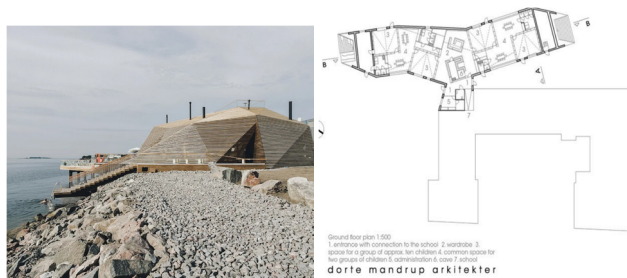 B
B
A
7
Ground floor plan 1:500
1. entrance with connection to the school 2. wardrobe 3.
space for a group of approx. ten children 4. common space for
two groups of children 5. administration 6. cave 7. school
dorte mandrup arkitekter